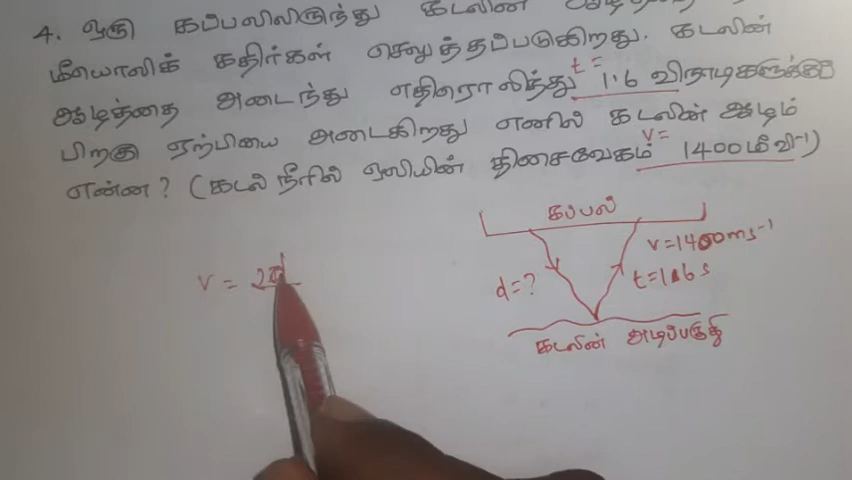 4. ஒரு கப்பலிலிருந்து கடலின்
மீயொலிக் கதிர்கள் செலுத்தப்படுகிறது. கடலின்
t =
ஆழத்தை அடைந்து எதிரொலித்து 1.6 விநாடிகளுக்குப்
பிறகு ஏற்பியை அடைகிறது எனில் கடலின் ஆழம்
v =
என்ன? (கடல் நீரில் ஒலியின் திசைவேகம் 1400 மீ வி⁻¹)
கப்பல்
v = 1400 ms⁻¹
d = ?
t = 1.6 s
v = 2d
கடலின் அடிப்பகுதி